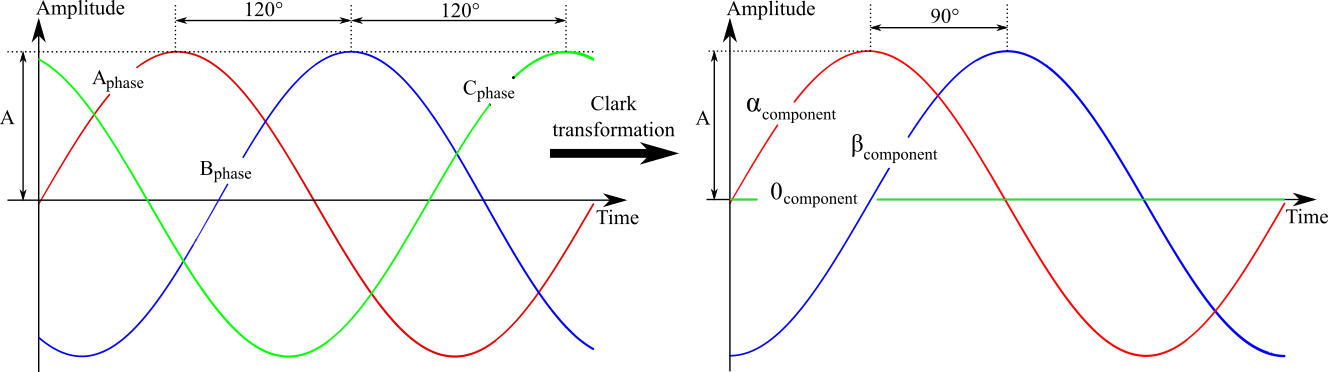 Amplitude
120°
120°
A
Aphase
Bphase
Cphase
Time
Clark
transformation
Amplitude
90°
A
αcomponent
βcomponent
0component
Time